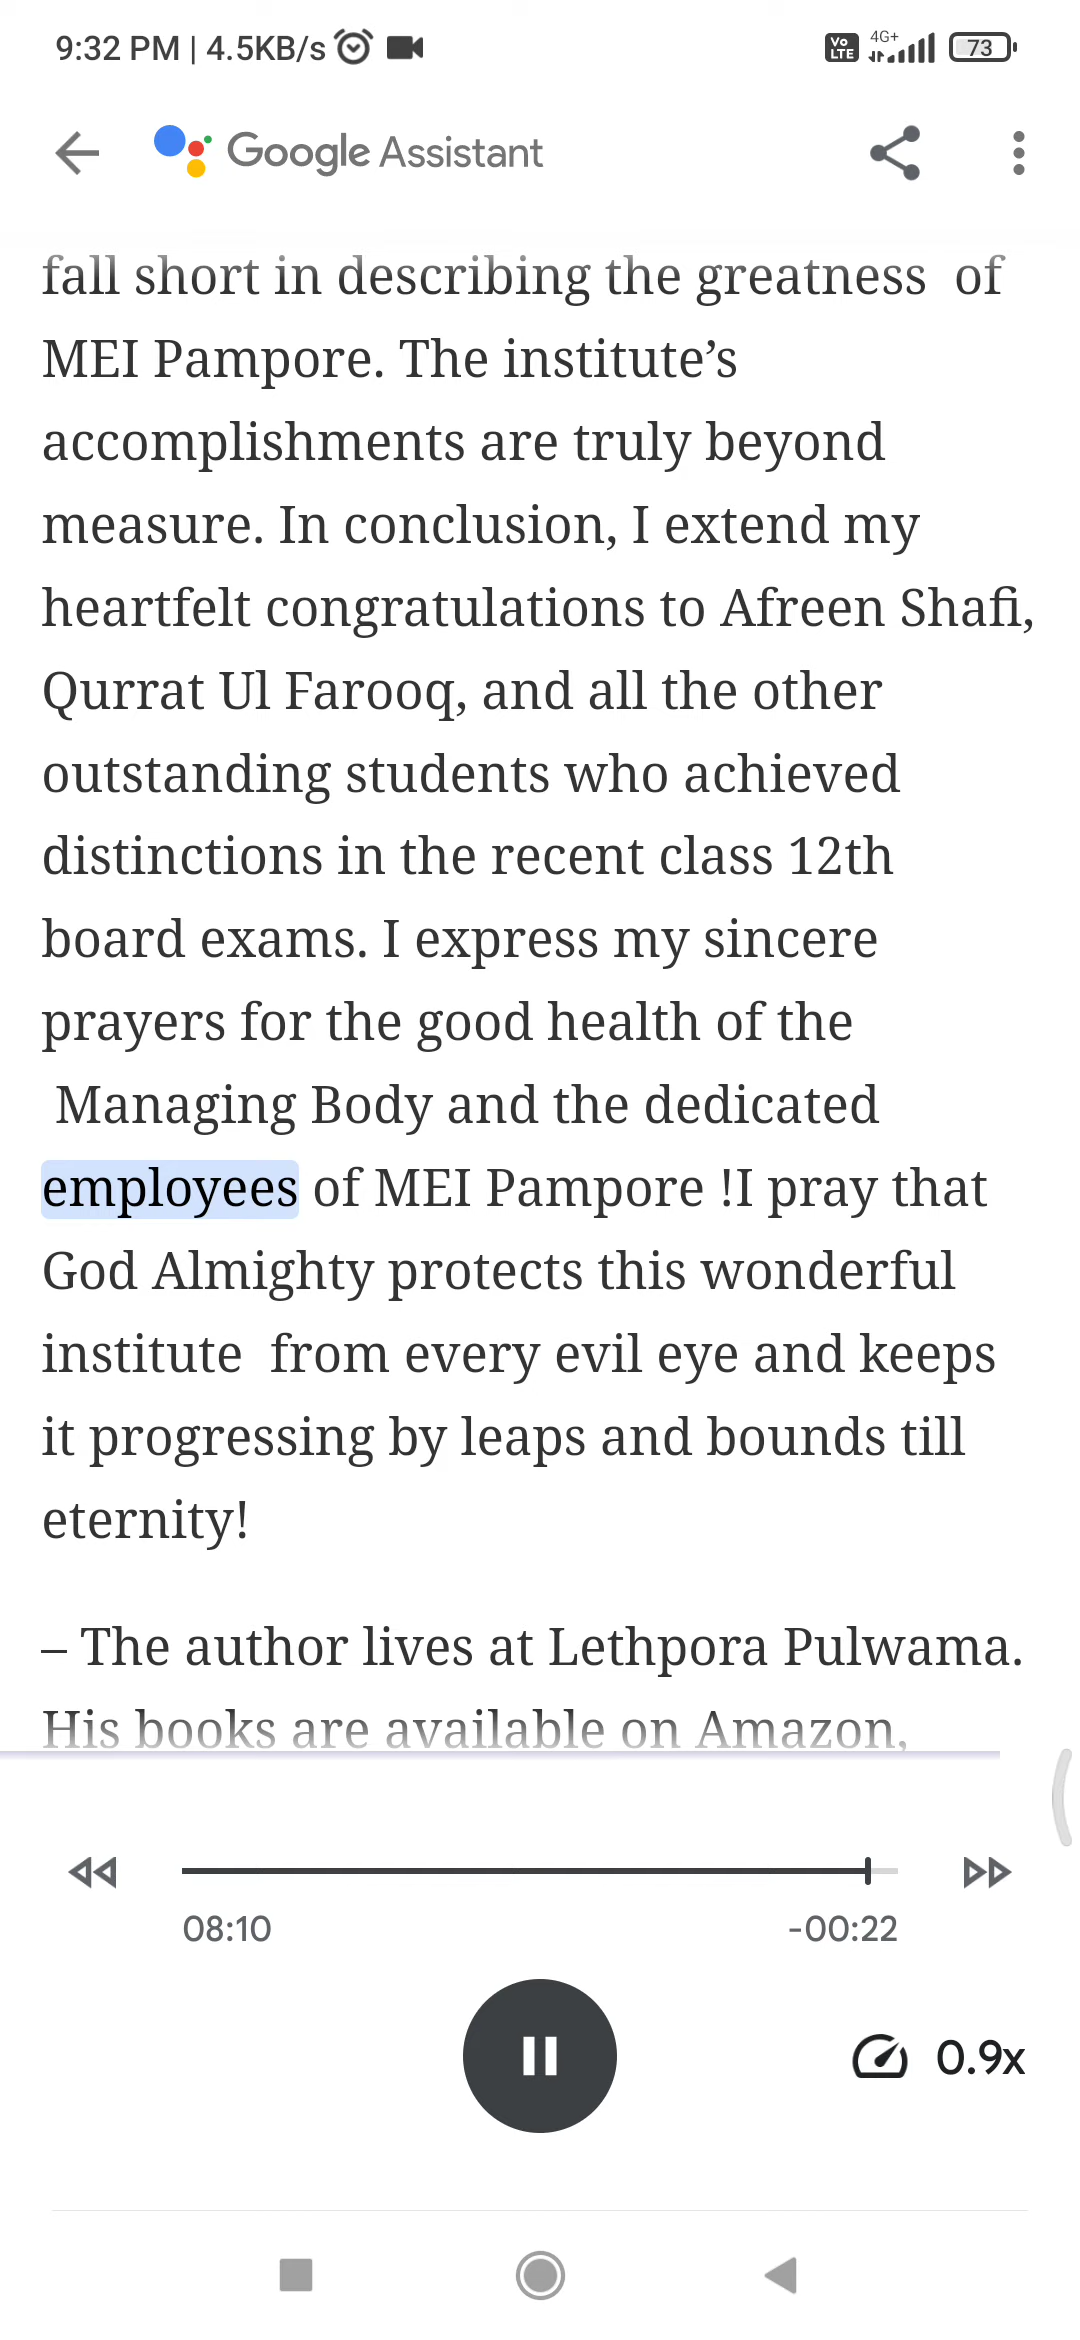 9:32 PM | 4.5KB/s Vo LTE 4G+ 73
Google Assistant
fall short in describing the greatness of
MEI Pampore. The institute’s
accomplishments are truly beyond
measure. In conclusion, I extend my
heartfelt congratulations to Afreen Shafi,
Qurrat Ul Farooq, and all the other
outstanding students who achieved
distinctions in the recent class 12th
board exams. I express my sincere
prayers for the good health of the
Managing Body and the dedicated
employees of MEI Pampore !I pray that
God Almighty protects this wonderful
institute from every evil eye and keeps
it progressing by leaps and bounds till
eternity!
– The author lives at Lethpora Pulwama.
His books are available on Amazon,
08:10 -00:22
0.9x